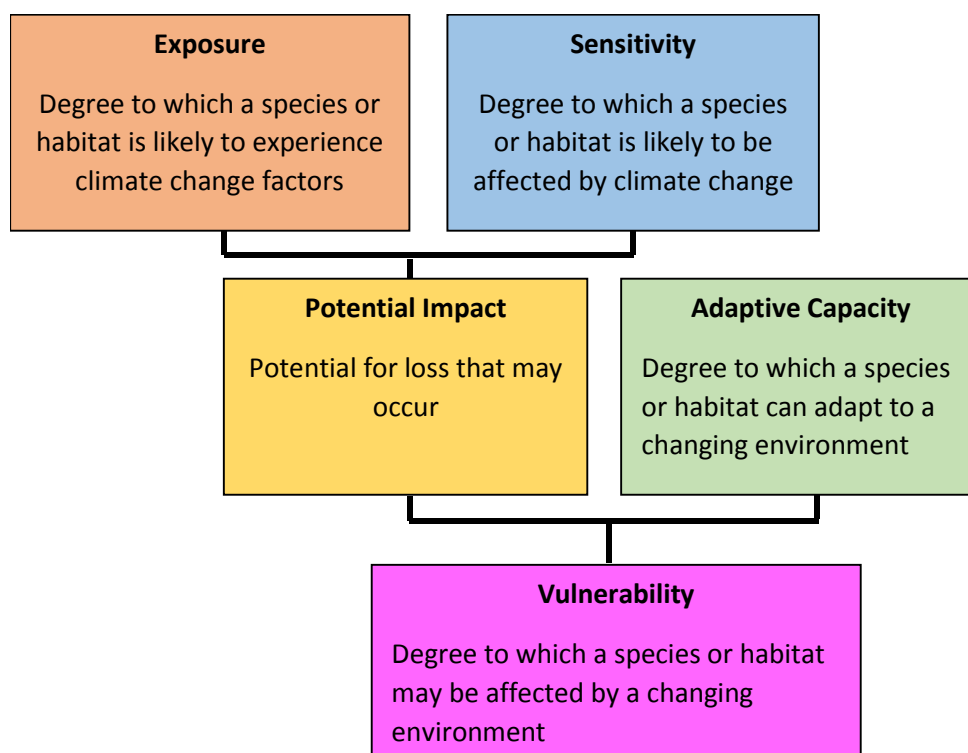 Exposure
Degree to which a species or
habitat is likely to experience
climate change factors
Sensitivity
Degree to which a species
or habitat is likely to be
affected by climate change
Potential Impact
Potential for loss that may
occur
Adaptive Capacity
Degree to which a species
or habitat can adapt to a
changing environment
Vulnerability
Degree to which a species or habitat
may be affected by a changing
environment